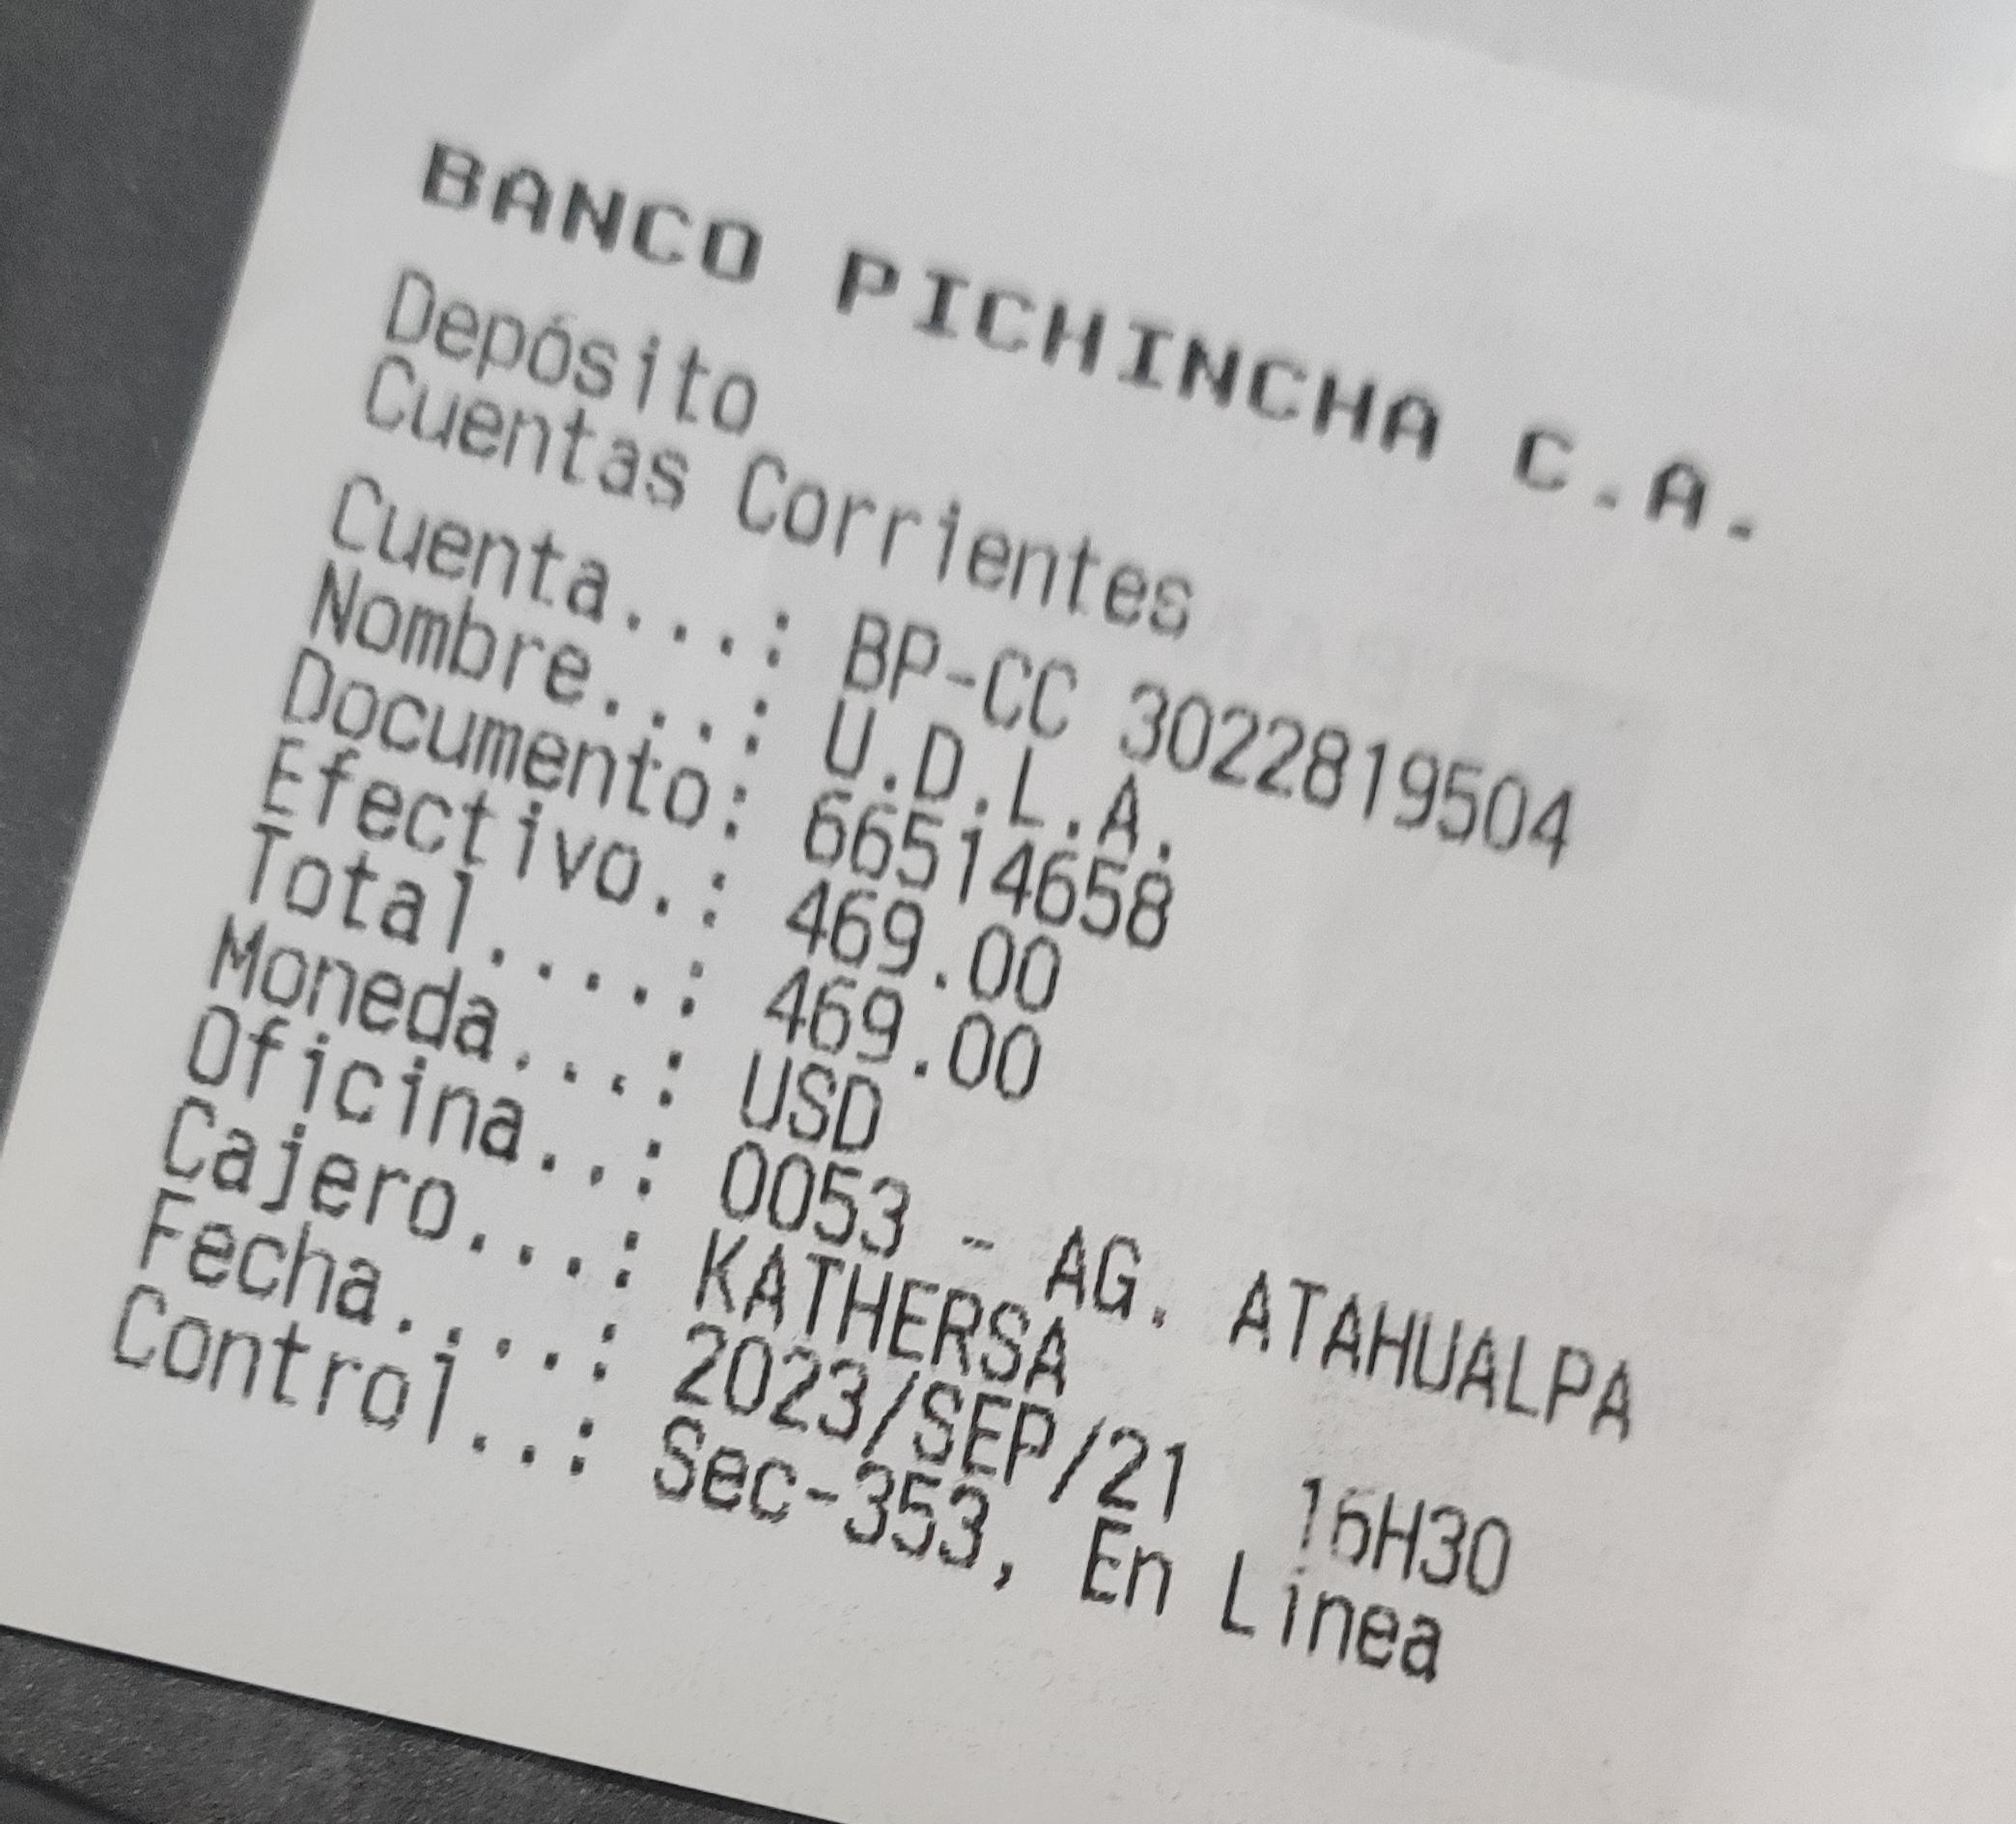 BANCO PICHINCHA C.A.
Depósito
Cuentas Corrientes
Cuenta...: BP-CC 3022819504
Nombre...: U.D.L.A.
Documento: 66514658
Efectivo.: 469.00
Total....: 469.00
Moneda...: USD
Oficina..: 0053 - AG. ATAHUALPA
Cajero...: KATHERSA
Fecha....: 2023/SEP/21 16H30
Control..: Sec-353, En Linea